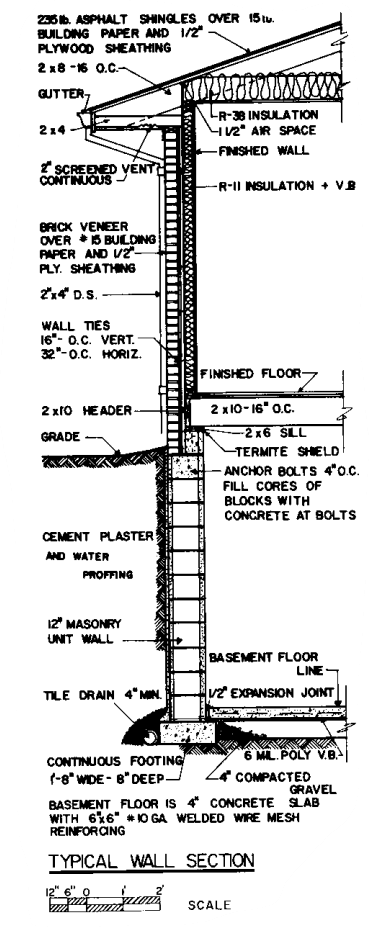 235 lb. ASPHALT SHINGLES OVER 15 lb.
BUILDING PAPER AND 1/2"
PLYWOOD SHEATHING
2 x 8 -16 O.C.
GUTTER
2 x 4
R-38 INSULATION
1 1/2" AIR SPACE
FINISHED WALL
2" SCREENED VENT
CONTINUOUS
R-11 INSULATION + V.B
BRICK VENEER
OVER #15 BUILDING
PAPER AND 1/2"
PLY. SHEATHING
2"x4" D.S.
WALL TIES
16"- O.C. VERT.
32"-O.C. HORIZ.
FINISHED FLOOR
2 x10 HEADER
2 x10-16" O.C.
2 x 6 SILL
GRADE
TERMITE SHIELD
ANCHOR BOLTS 4" O.C.
FILL CORES OF
BLOCKS WITH
CONCRETE AT BOLTS
CEMENT PLASTER
AND WATER
PROFFING
12" MASONRY
UNIT WALL
BASEMENT FLOOR
LINE
TILE DRAIN 4" MIN.
1/2" EXPANSION JOINT
6 MIL. POLY V.B.
CONTINUOUS FOOTING
1'-8" WIDE- 8" DEEP
4" COMPACTED
GRAVEL
BASEMENT FLOOR IS 4" CONCRETE SLAB
WITH 6"x6" #10 GA. WELDED WIRE MESH
REINFORCING
TYPICAL WALL SECTION
12" 6" 0 1' 2'
SCALE